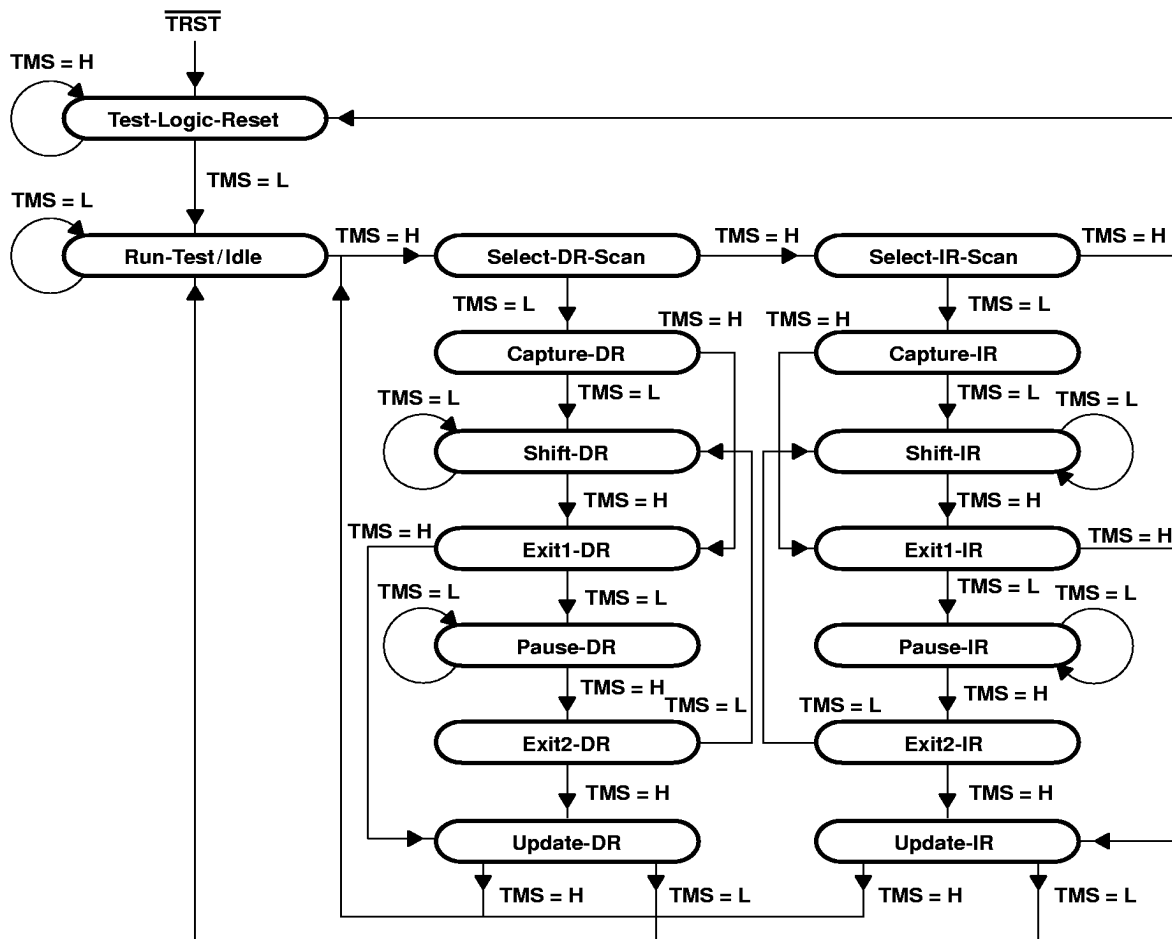 TRST
TMS = H
Test-Logic-Reset
TMS = L
TMS = L
Run-Test/Idle
TMS = H
Select-DR-Scan
TMS = H
Select-IR-Scan
TMS = H
TMS = L
TMS = L
TMS = H
TMS = H
Capture-DR
Capture-IR
TMS = L
TMS = L
TMS = L
TMS = L
Shift-DR
Shift-IR
TMS = H
TMS = H
TMS = H
Exit1-DR
Exit1-IR
TMS = H
TMS = L
TMS = L
TMS = L
TMS = L
Pause-DR
Pause-IR
TMS = H
TMS = H
TMS = L
TMS = L
Exit2-DR
Exit2-IR
TMS = H
TMS = H
Update-DR
Update-IR
TMS = H
TMS = L
TMS = H
TMS = L